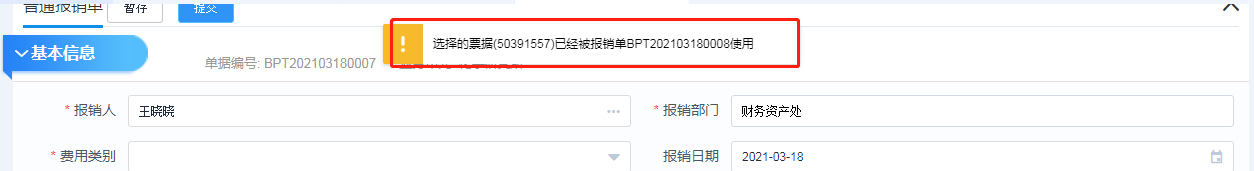 普通报销单 暂存 提交
选择的票据(50391557)已经被报销单BPT202103180008使用
基本信息
单据编号: BPT202103180007
* 报销人 王晓晓 ··· * 报销部门 财务资产处
* 费用类别 报销日期 2021-03-18